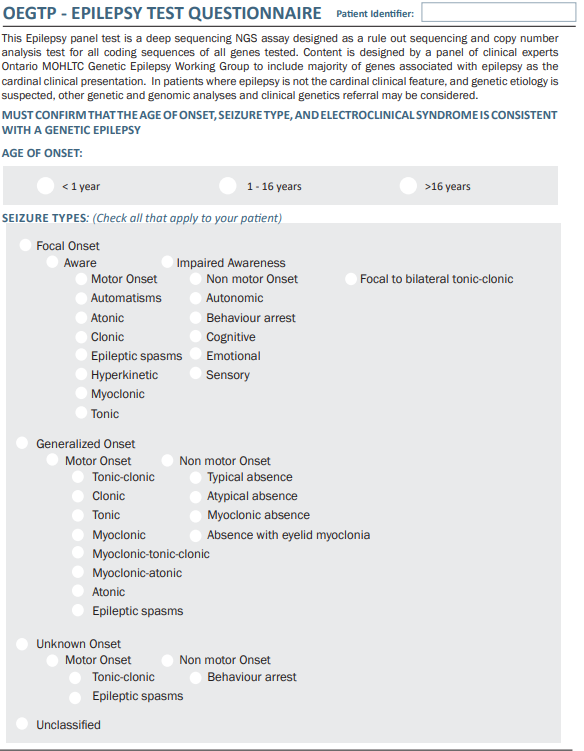 OEGTP - EPILEPSY TEST QUESTIONNAIRE Patient Identifier:
This Epilepsy panel test is a deep sequencing NGS assay designed as a rule out sequencing and copy number
analysis test for all coding sequences of all genes tested. Content is designed by a panel of clinical experts
Ontario MOHLTC Genetic Epilepsy Working Group to include majority of genes associated with epilepsy as the
cardinal clinical presentation. In patients where epilepsy is not the cardinal clinical feature, and genetic etiology is
suspected, other genetic and genomic analyses and clinical genetics referral may be considered.
MUST CONFIRM THAT THE AGE OF ONSET, SEIZURE TYPE, AND ELECTROCLINICAL SYNDROME IS CONSISTENT
WITH A GENETIC EPILEPSY
AGE OF ONSET:
< 1 year 1 - 16 years >16 years
SEIZURE TYPES: (Check all that apply to your patient)
Focal Onset
Aware Impaired Awareness
Motor Onset Non motor Onset Focal to bilateral tonic-clonic
Automatisms Autonomic
Atonic Behaviour arrest
Clonic Cognitive
Epileptic spasms Emotional
Hyperkinetic Sensory
Myoclonic
Tonic
Generalized Onset
Motor Onset Non motor Onset
Tonic-clonic Typical absence
Clonic Atypical absence
Tonic Myoclonic absence
Myoclonic Absence with eyelid myoclonia
Myoclonic-tonic-clonic
Myoclonic-atonic
Atonic
Epileptic spasms
Unknown Onset
Motor Onset Non motor Onset
Tonic-clonic Behaviour arrest
Epileptic spasms
Unclassified